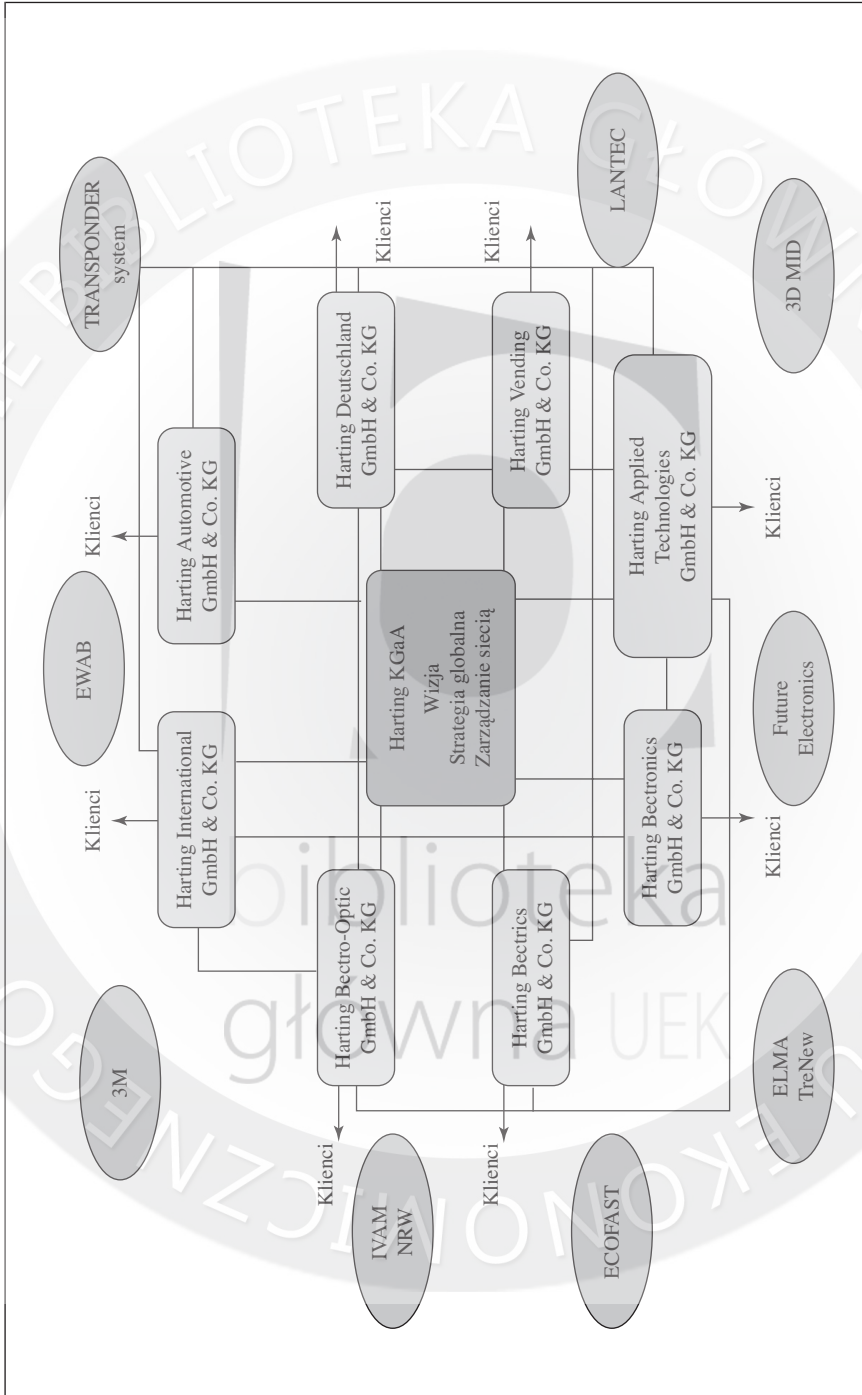 3M
EWAB
TRANSPONDER
system
Klienci
Klienci
Harting International
GmbH & Co. KG
Harting Automotive
GmbH & Co. KG
IVAM
NRW
Klienci
Harting Bectro-Optic
GmbH & Co. KG
Harting Deutschland
GmbH & Co. KG
Klienci
Harting KGaA
Wizja
Strategia globalna
Zarządzanie siecią
ECOFAST
Klienci
Harting Bectrics
GmbH & Co. KG
Harting Vending
GmbH & Co. KG
Klienci
LANTEC
Harting Bectronics
GmbH & Co. KG
Harting Applied
Technologies
GmbH & Co. KG
Klienci
Klienci
ELMA
TreNew
Future
Electronics
3D MID
biblioteka
główna UEK
BIBLIOTEKA GŁÓW
U EKONOMICZNEGO